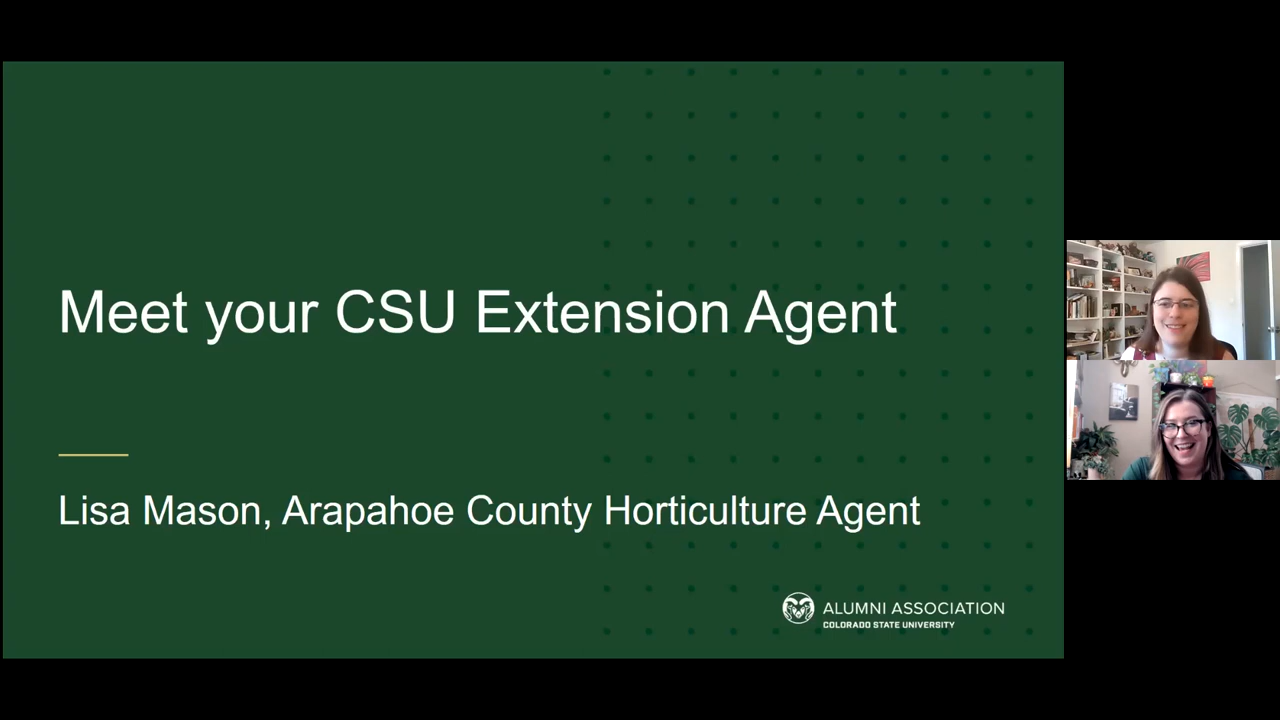 Meet your CSU Extension Agent
Lisa Mason, Arapahoe County Horticulture Agent
ALUMNI ASSOCIATION
COLORADO STATE UNIVERSITY